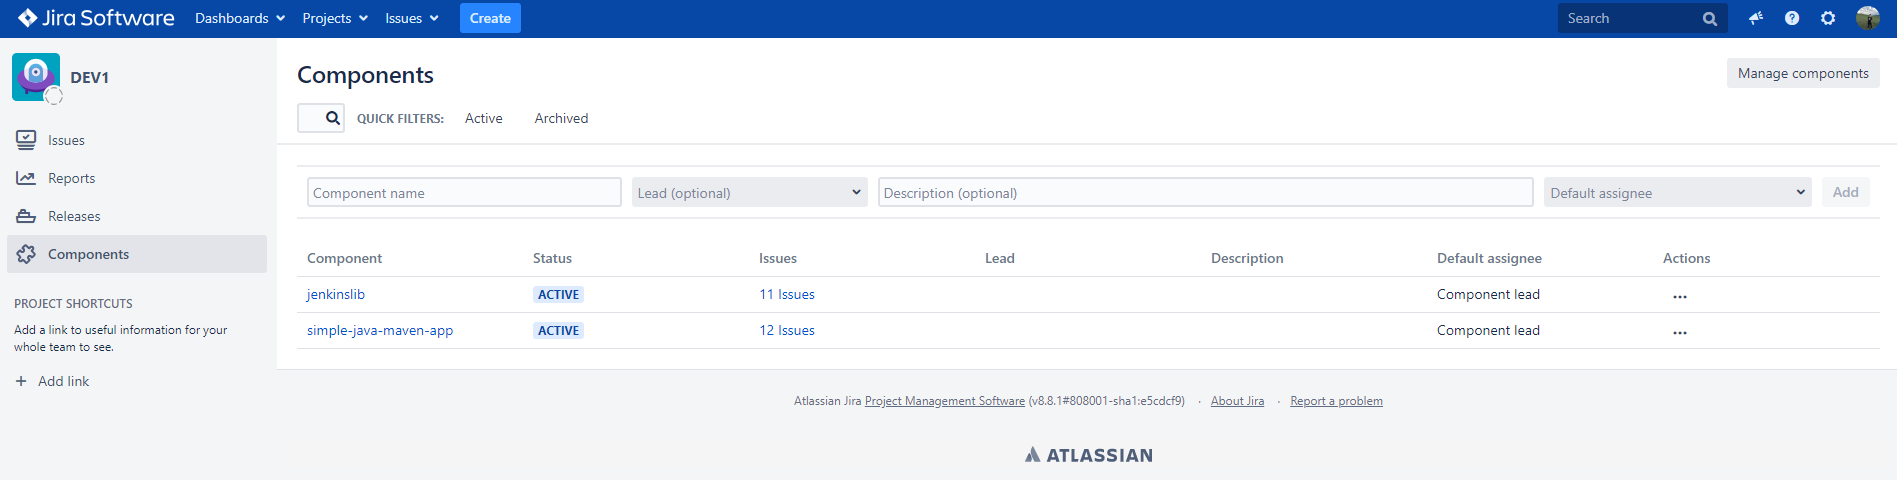 Jira Software Dashboards Projects Issues Create Search
DEV1
Issues
Reports
Releases
Components
PROJECT SHORTCUTS
Add a link to useful information for your
whole team to see.
+ Add link
Components Manage components
QUICK FILTERS: Active Archived
Component name Lead (optional) Description (optional) Default assignee Add
Component Status Issues Lead Description Default assignee Actions
jenkinslib ACTIVE 11 Issues Component lead ...
simple-java-maven-app ACTIVE 12 Issues Component lead ...
Atlassian Jira Project Management Software (v8.8.1#808001-sha1:e5cdcf9) · About Jira · Report a problem
ATLASSIAN